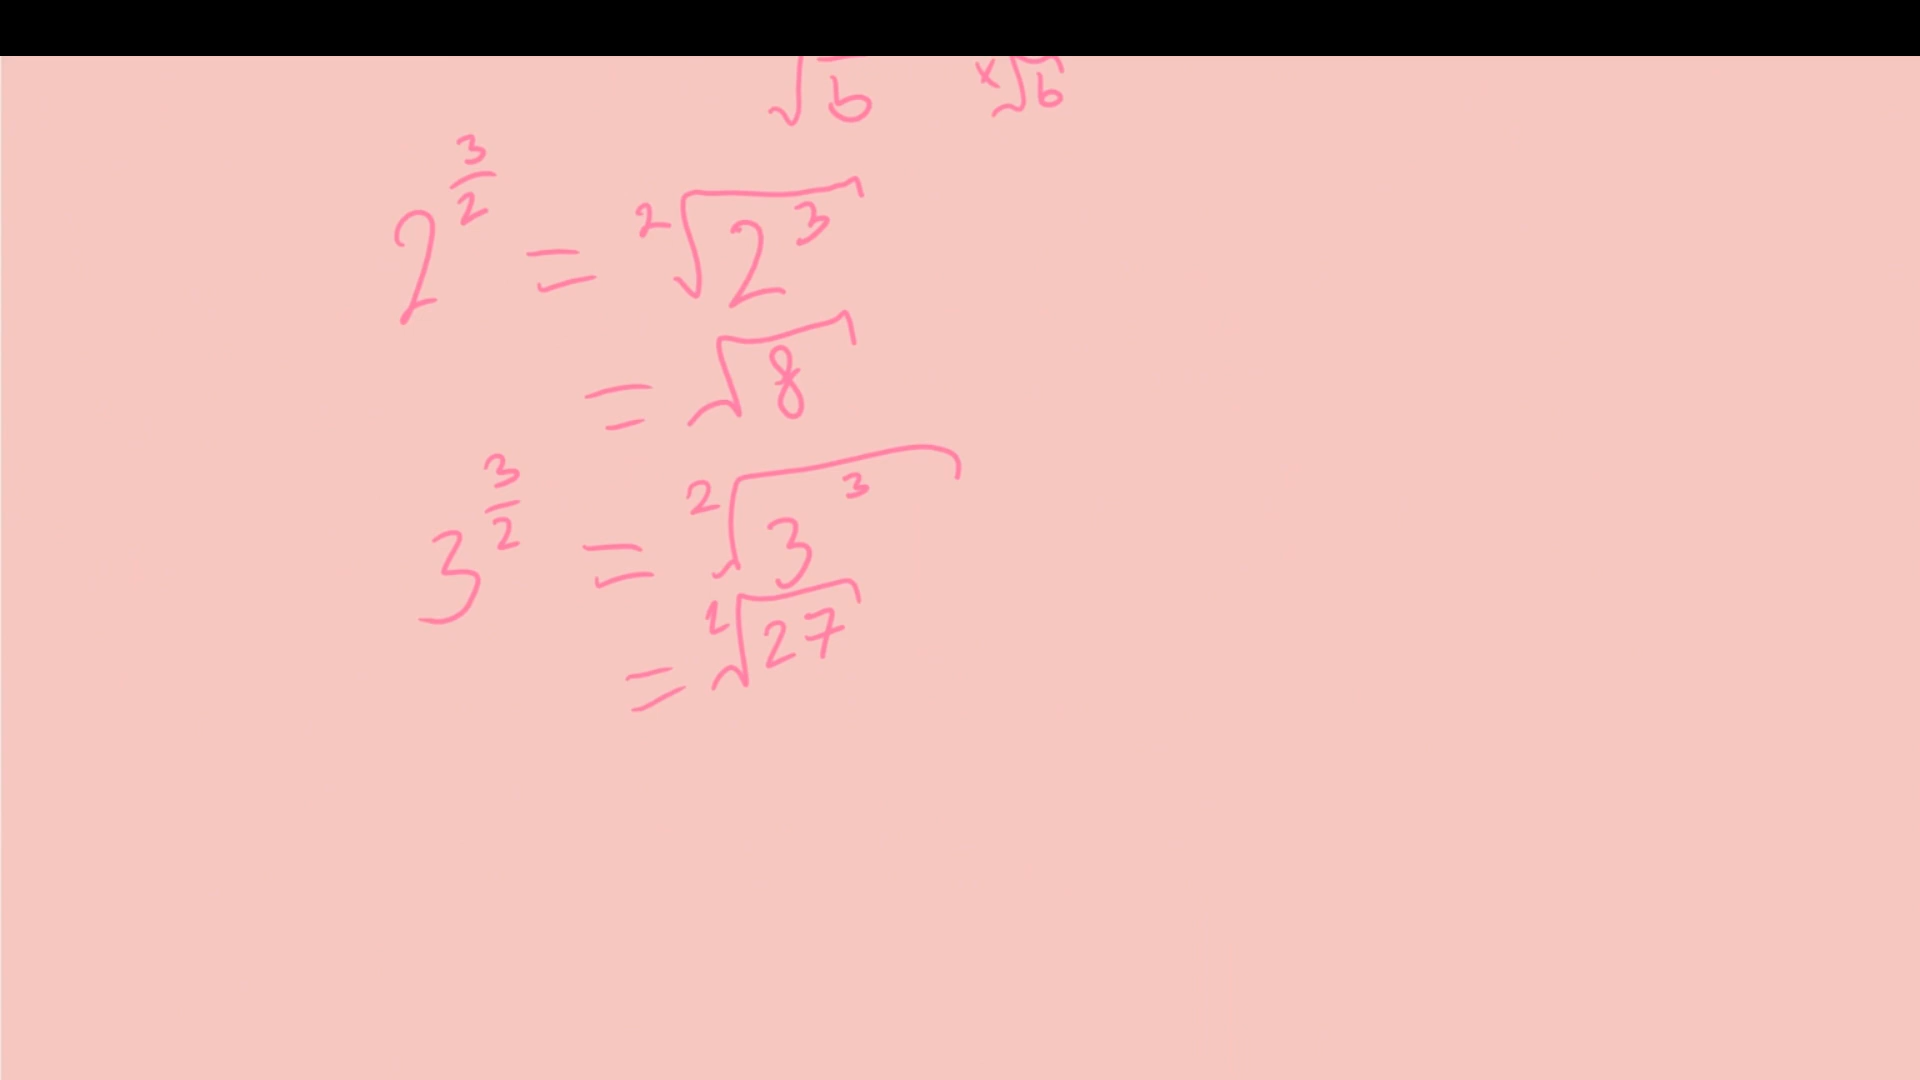 √b ˣ√b
2^(3/2) = ²√2³
= √8
3^(3/2) = ²√3³
= ²√27